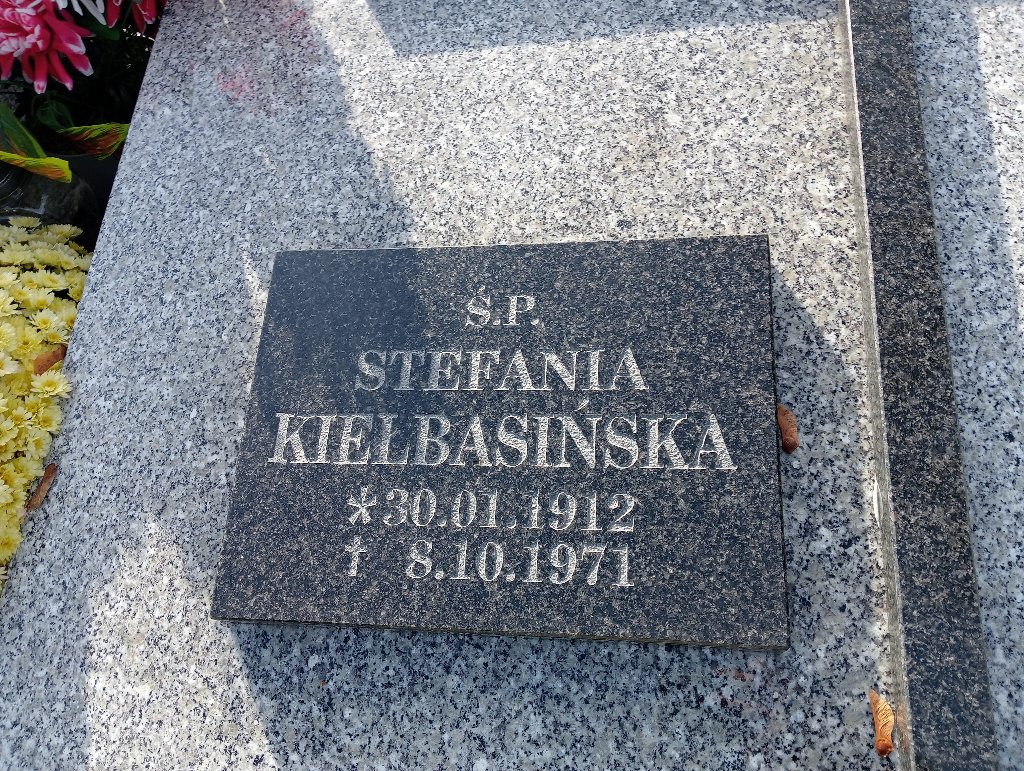 Ś.P.
STEFANIA
KIEŁBASIŃSKA
*30.01.1912
† 8.10.1971